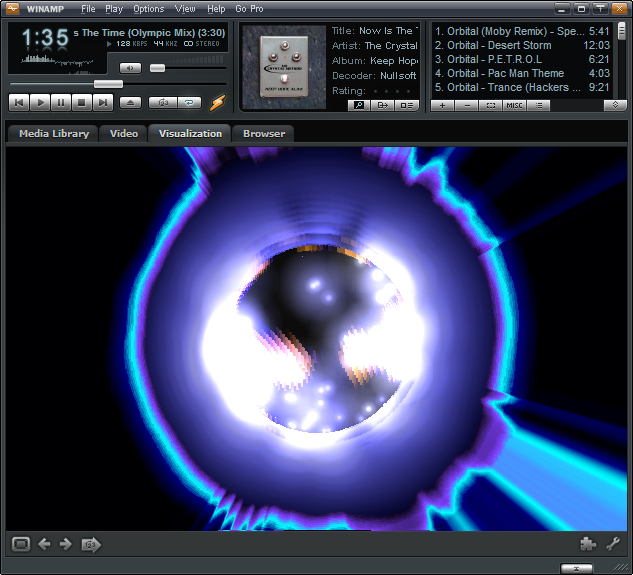 WINAMP File Play Options View Help Go Pro
1:35 s The Time (Olympic Mix) (3:30)
128 KBPS 44 KHZ STEREO
KEEP HOPE ALIVE
Title: Now Is The
Artist: The Crystal
Album: Keep Hope
Decoder: Nullsoft
Rating:
1. Orbital (Moby Remix) - Spe... 5:41
2. Orbital - Desert Storm 12:03
3. Orbital - P.E.T.R.O.L 6:21
4. Orbital - Pac Man Theme 4:03
5. Orbital - Trance (Hackers ... 9:21
MISC
Media Library Video Visualization Browser